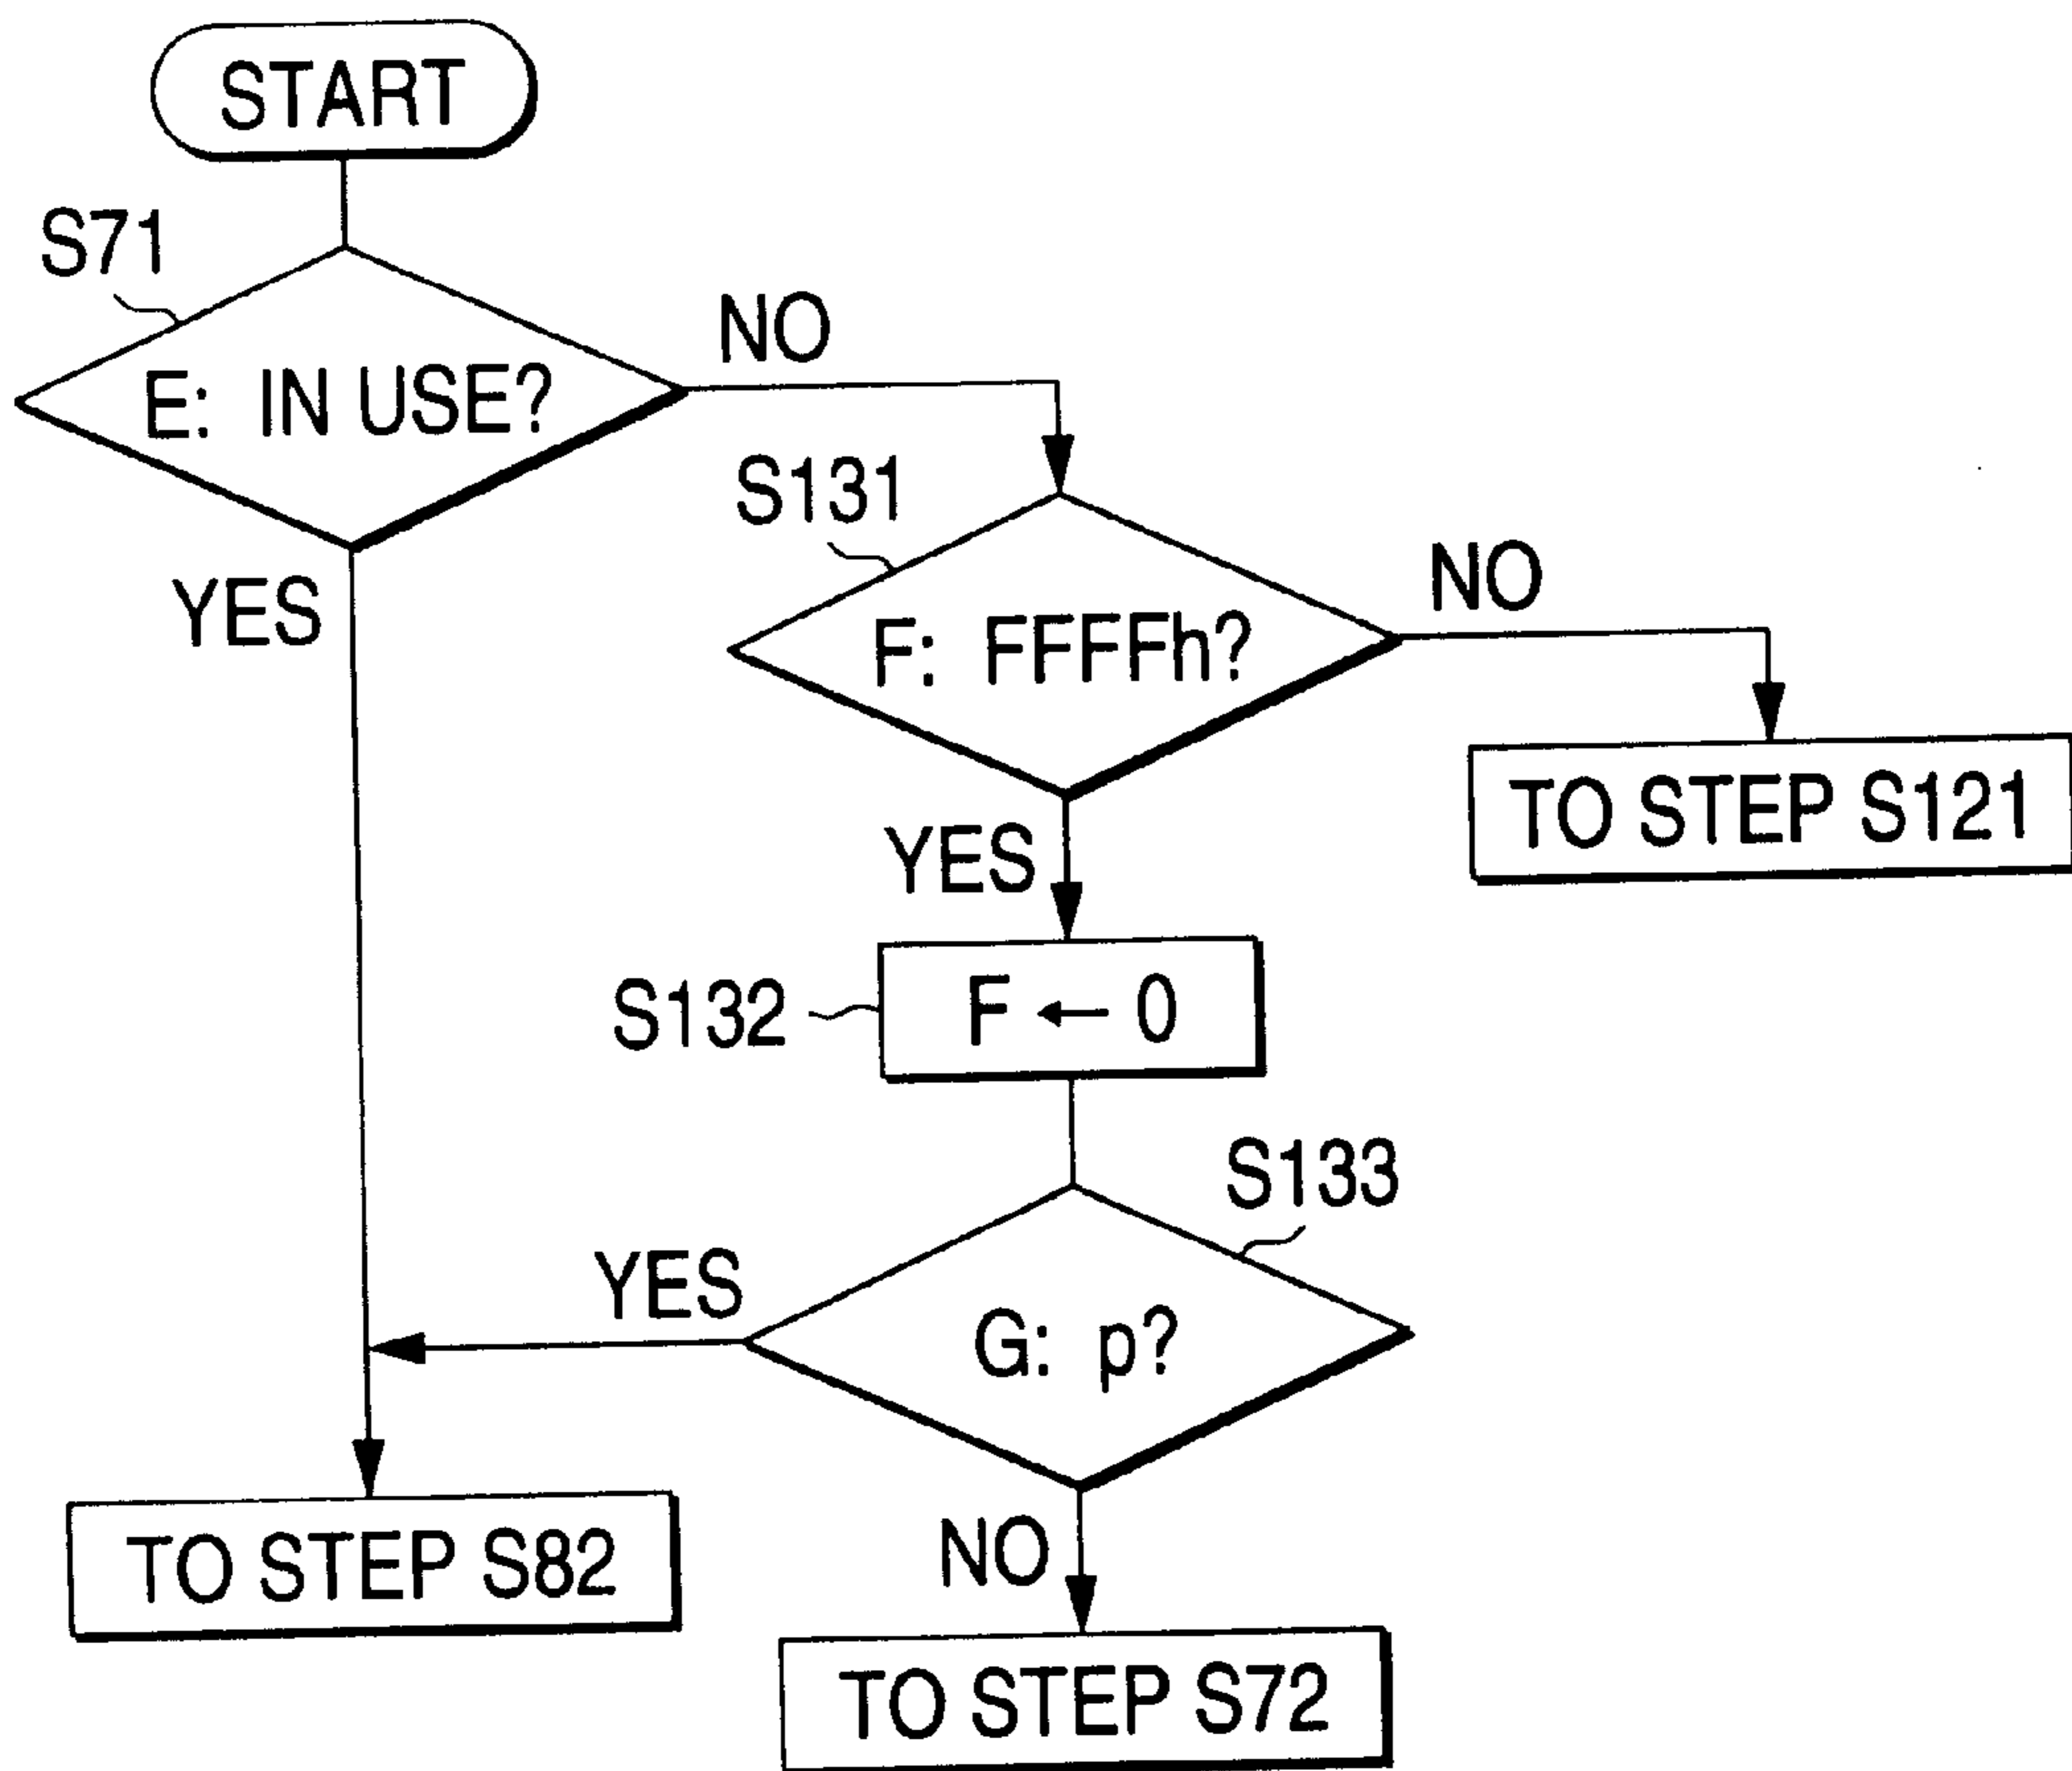 START
S71
E: IN USE?
NO
YES
S131
F: FFFFh?
NO
TO STEP S121
YES
S132
F ← 0
S133
YES
G: p?
TO STEP S82
NO
TO STEP S72